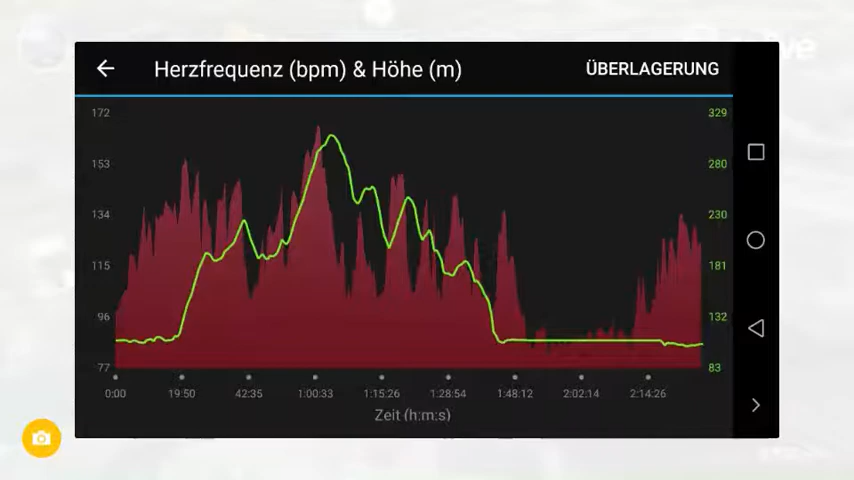 Herzfrequenz (bpm) & Höhe (m) ÜBERLAGERUNG
172 329
153 280
134 230
115 181
96 132
77 83
0:00 19:50 42:35 1:00:33 1:15:26 1:28:54 1:48:12 2:02:14 2:14:26
Zeit (h:m:s)